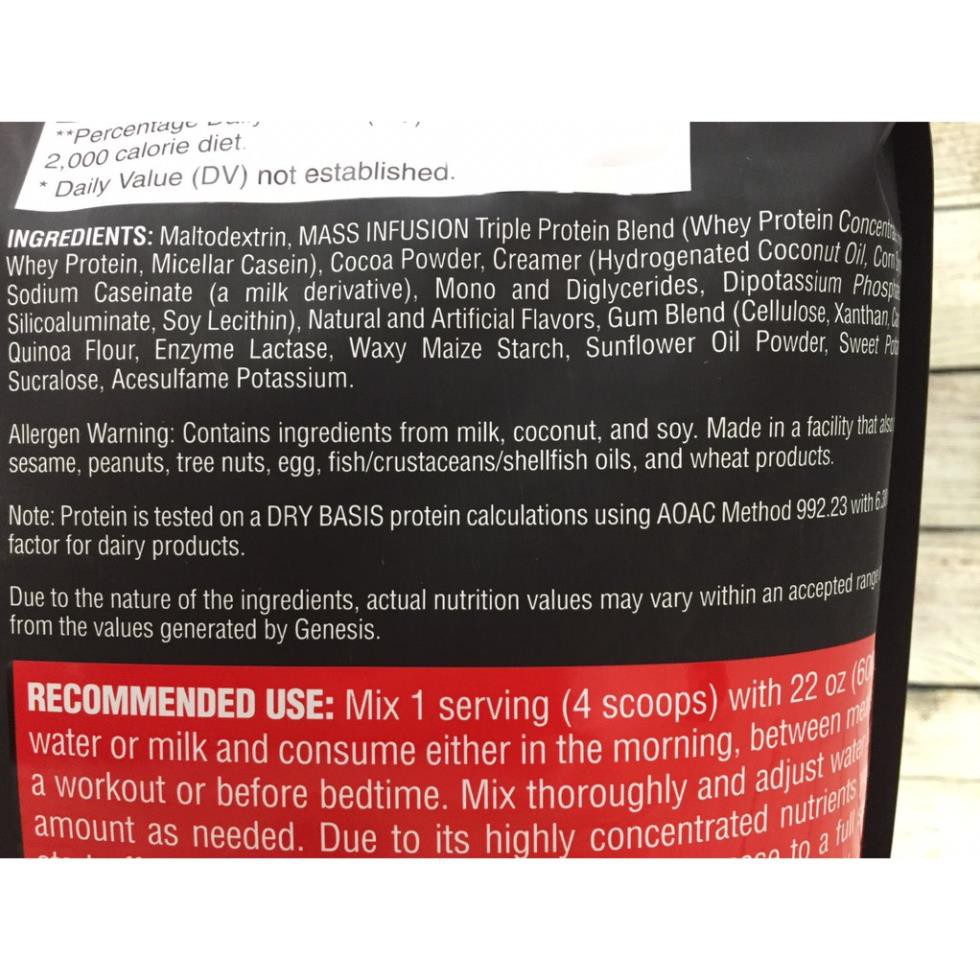 **Percentage
2,000 calorie diet.
* Daily Value (DV) not established.
INGREDIENTS: Maltodextrin, MASS INFUSION Triple Protein Blend (Whey Protein
Whey Protein, Micellar Casein), Cocoa Powder, Creamer (Hydrogenated Coconut Oil, Corn
Sodium Caseinate (a milk derivative), Mono and Diglycerides, Dipotassium
Silicoaluminate, Soy Lecithin), Natural and Artificial Flavors, Gum Blend (Cellulose, Xanthan,
Quinoa Flour, Enzyme Lactase, Waxy Maize Starch, Sunflower Oil Powder, Sweet
Sucralose, Acesulfame Potassium.
Allergen Warning: Contains ingredients from milk, coconut, and soy. Made in a facility that also
sesame, peanuts, tree nuts, egg, fish/crustaceans/shellfish oils, and wheat products.
Note: Protein is tested on a DRY BASIS protein calculations using AOAC Method 992.23 with
factor for dairy products.
Due to the nature of the ingredients, actual nutrition values may vary within an accepted range
from the values generated by Genesis.
RECOMMENDED USE: Mix 1 serving (4 scoops) with 22 oz
water or milk and consume either in the morning, between
a workout or before bedtime. Mix thoroughly and adjust
amount as needed. Due to its highly concentrated nutrients
to a full